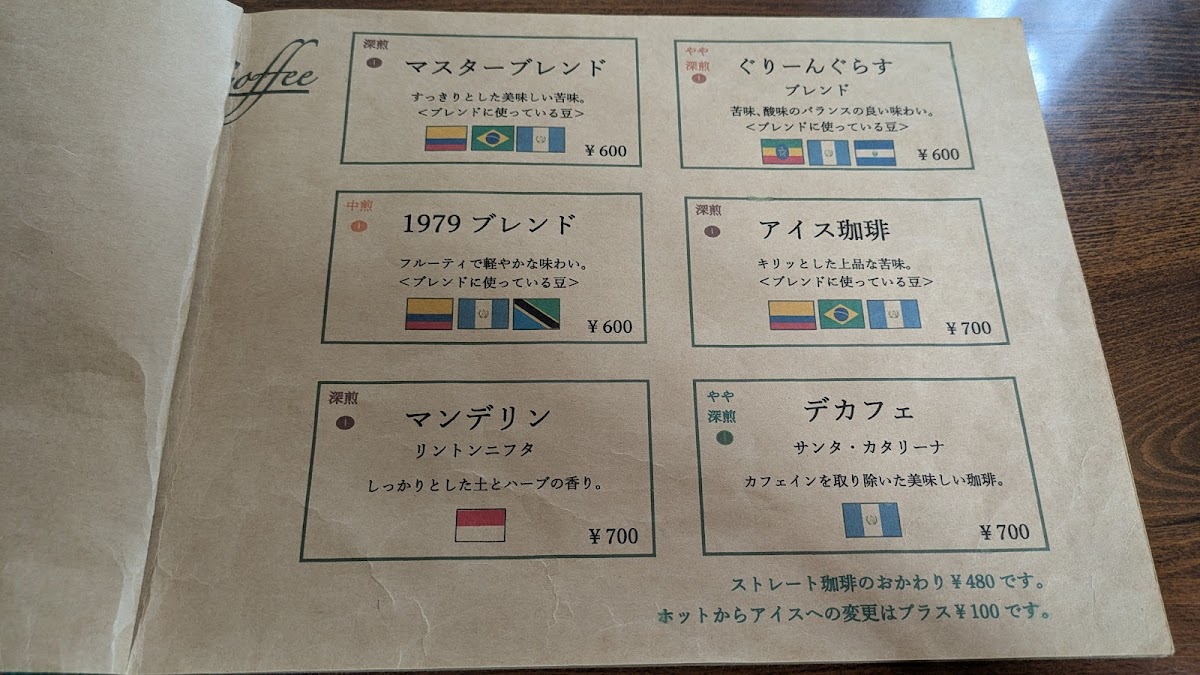 Coffee
深煎
マスターブレンド
すっきりとした美味しい苦味。
<ブレンドに使っている豆>
¥600
やや
深煎
ぐりーんぐらす
ブレンド
苦味、酸味のバランスの良い味わい。
<ブレンドに使っている豆>
¥600
中煎
1979 ブレンド
フルーティで軽やかな味わい。
<ブレンドに使っている豆>
¥600
深煎
アイス珈琲
キリッとした上品な苦味。
<ブレンドに使っている豆>
¥700
深煎
マンデリン
リントンニフタ
しっかりとした土とハーブの香り。
¥700
やや
深煎
デカフェ
サンタ・カタリーナ
カフェインを取り除いた美味しい珈琲。
¥700
ストレート珈琲のおかわり¥480です。
ホットからアイスへの変更はプラス¥100です。